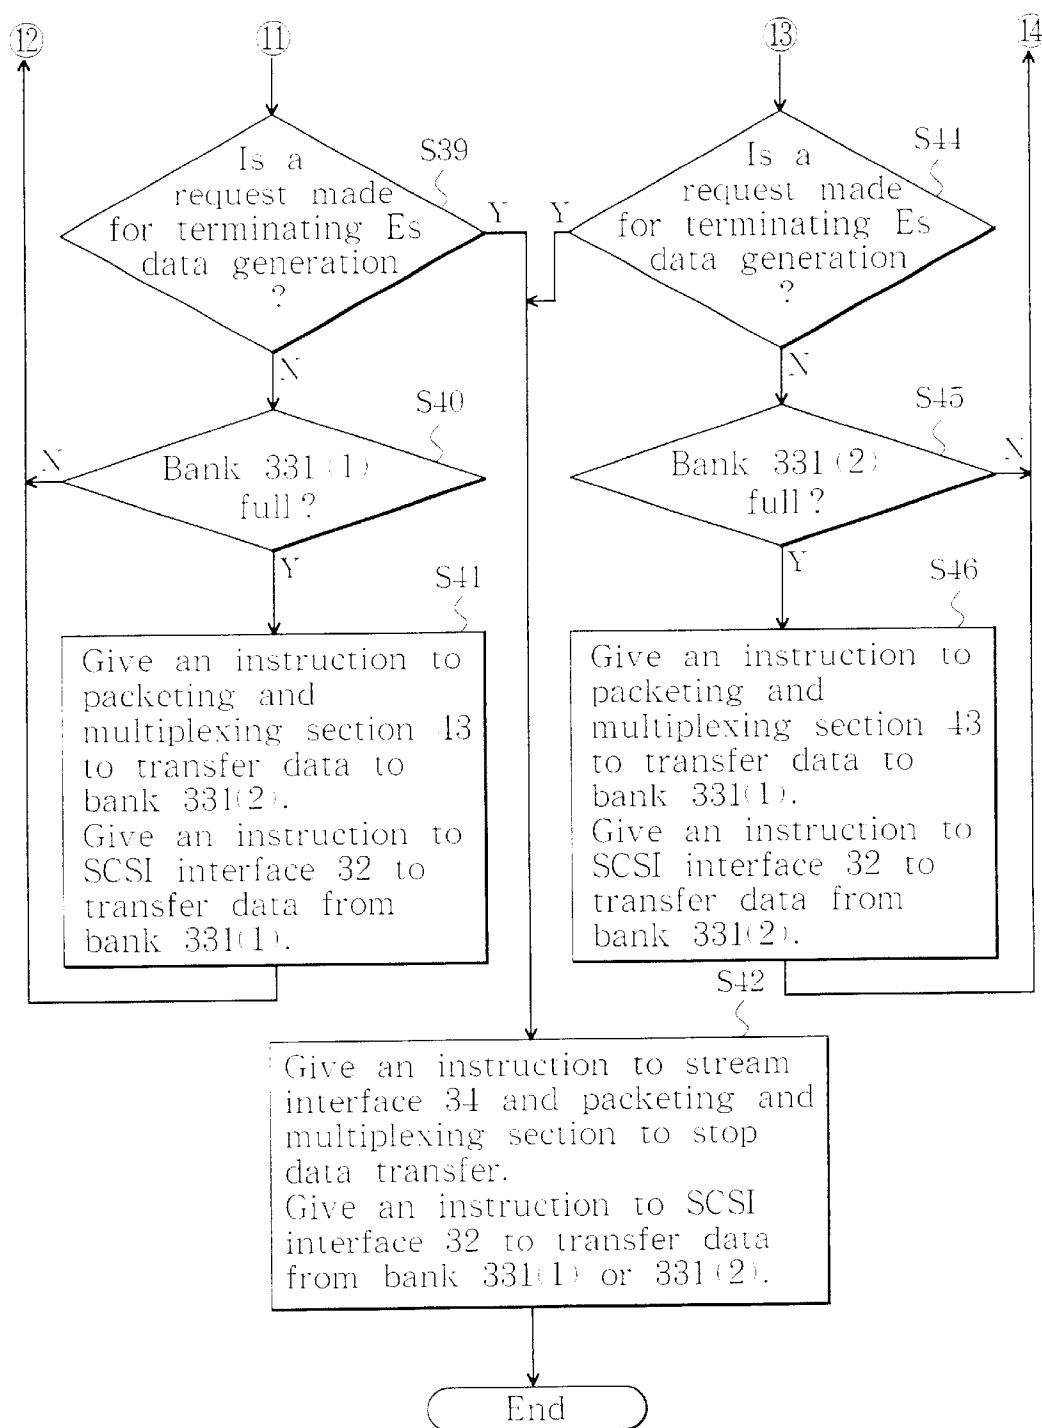 ⑫
⑪
⑬
⑭
S39
Is a
request made
for terminating Es
data generation
?
Y
N
S44
Is a
request made
for terminating Es
data generation
?
Y
N
S40
Bank 331(1)
full?
N
Y
S45
Bank 331(2)
full?
N
Y
S41
Give an instruction to
packeting and
multiplexing section 43
to transfer data to
bank 331(2).
Give an instruction to
SCSI interface 32 to
transfer data from
bank 331(1).
S46
Give an instruction to
packeting and
multiplexing section 43
to transfer data to
bank 331(1).
Give an instruction to
SCSI interface 32 to
transfer data from
bank 331(2).
S42
Give an instruction to stream
interface 34 and packeting and
multiplexing section to stop
data transfer.
Give an instruction to SCSI
interface 32 to transfer data
from bank 331(1) or 331(2).
End